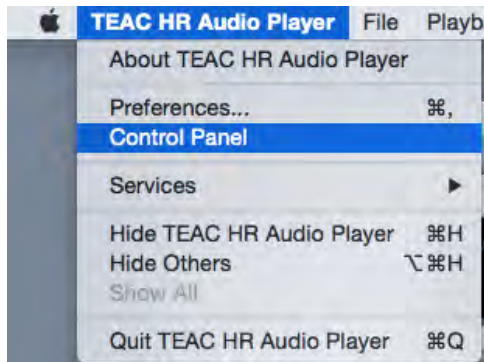 TEAC HR Audio Player File Playb
About TEAC HR Audio Player
Preferences... ⌘,
Control Panel
Services ▶
Hide TEAC HR Audio Player ⌘H
Hide Others ⌥⌘H
Show All
Quit TEAC HR Audio Player ⌘Q